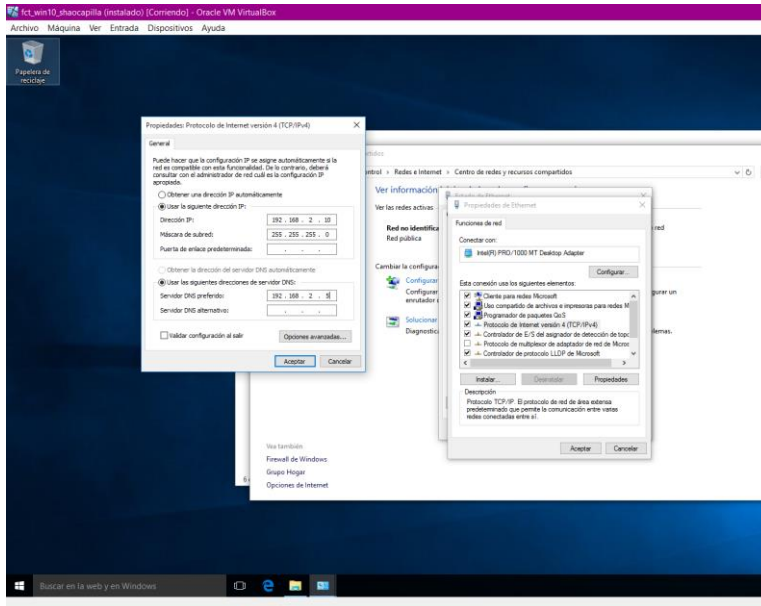 fct_win10_shaocapilla (instalado) [Corriendo] - Oracle VM VirtualBox
Archivo Máquina Ver Entrada Dispositivos Ayuda
Papelera de
reciclaje
Propiedades: Protocolo de Internet versión 4 (TCP/IPv4)
General
Puede hacer que la configuración IP se asigne automáticamente si la
red es compatible con esta funcionalidad. De lo contrario, deberá
consultar con el administrador de red cuál es la configuración IP
apropiada.
Obtener una dirección IP automáticamente
Usar la siguiente dirección IP:
Dirección IP: 192 . 168 . 2 . 10
Máscara de subred: 255 . 255 . 255 . 0
Puerta de enlace predeterminada: . . .
Obtener la dirección del servidor DNS automáticamente
Usar las siguientes direcciones de servidor DNS:
Servidor DNS preferido: 192 . 168 . 2 . 5
Servidor DNS alternativo: . . .
Validar configuración al salir
Opciones avanzadas...
Aceptar Cancelar
Redes e Internet > Centro de redes y recursos compartidos
Ver información
Ver las redes activas
Red no identifica
Red pública
red
Cambiar la configura
Configurar
Configurar
enrutador
gurar un
Solucionar
Diagnostic
lemas.
Vea también
Firewall de Windows
Grupo Hogar
Opciones de Internet
Propiedades de Ethernet
Funciones de red
Conectar con:
Intel(R) PRO/1000 MT Desktop Adapter
Configurar...
Esta conexión usa los siguientes elementos:
Cliente para redes Microsoft
Uso compartido de archivos e impresoras para redes M
Programador de paquetes QoS
Protocolo de Internet versión 4 (TCP/IPv4)
Controlador de E/S del asignador de detección de topo
Protocolo de multiplexor de adaptador de red de Micros
Controlador de protocolo LLDP de Microsoft
Instalar... Desinstalar Propiedades
Descripción
Protocolo TCP/IP. El protocolo de red de área extensa
predeterminado que permite la comunicación entre varias
redes conectadas entre sí.
Aceptar Cancelar
Buscar en la web y en Windows